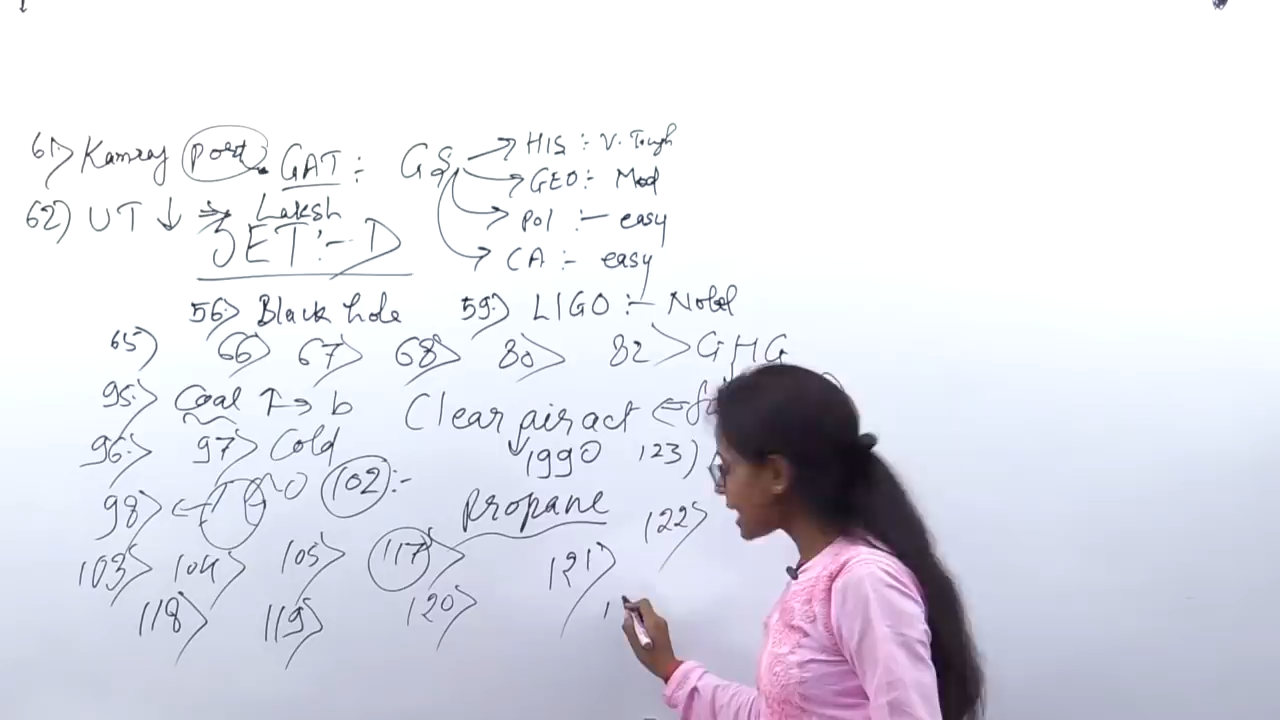 61) Kamraj port. GAT : GS → HIS :- V. Tough
→ GEO :- Mod
62) UT ↓ → Laksh → Pol :- easy
SET :- D → CA :- easy
56) Black hole 59) LIGO :- Nobel
65) 66) 67) 68) 80) 82) GHG
95) Coal ↑→ b Clear air act ←
96) 97) Cold 1990 123)
98) ← 102 :- Propane 122)
103) 104) 105) 117) 121)
118) 119) 120) 1